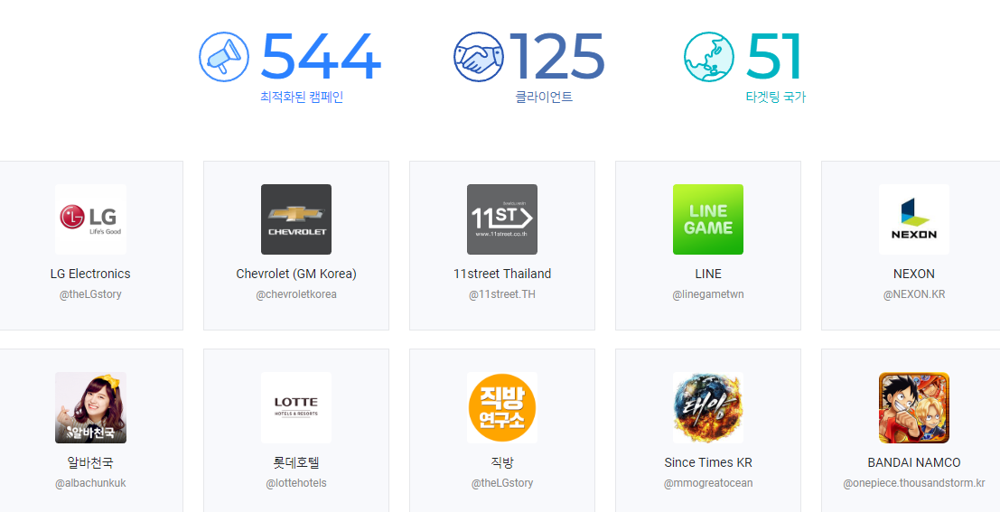 544
125
51
최적화된 캠페인
클라이언트
타겟팅 국가
LG
Life's Good
CHEVROLET
11ST
www.11street.co.th
LINE
GAME
NEXON
LG Electronics
Chevrolet (GM Korea)
11street Thailand
LINE
NEXON
@theLGstory
@chevroletkorea
@11street.TH
@linegametwn
@NEXON.KR
알바천국
LOTTE
HOTELS & RESORTS
직방
연구소
태양
알바천국
롯데호텔
직방
Since Times KR
BANDAI NAMCO
@albachunkuk
@lottehotels
@theLGstory
@mmogreatocean
@onepiece.thousandstorm.kr